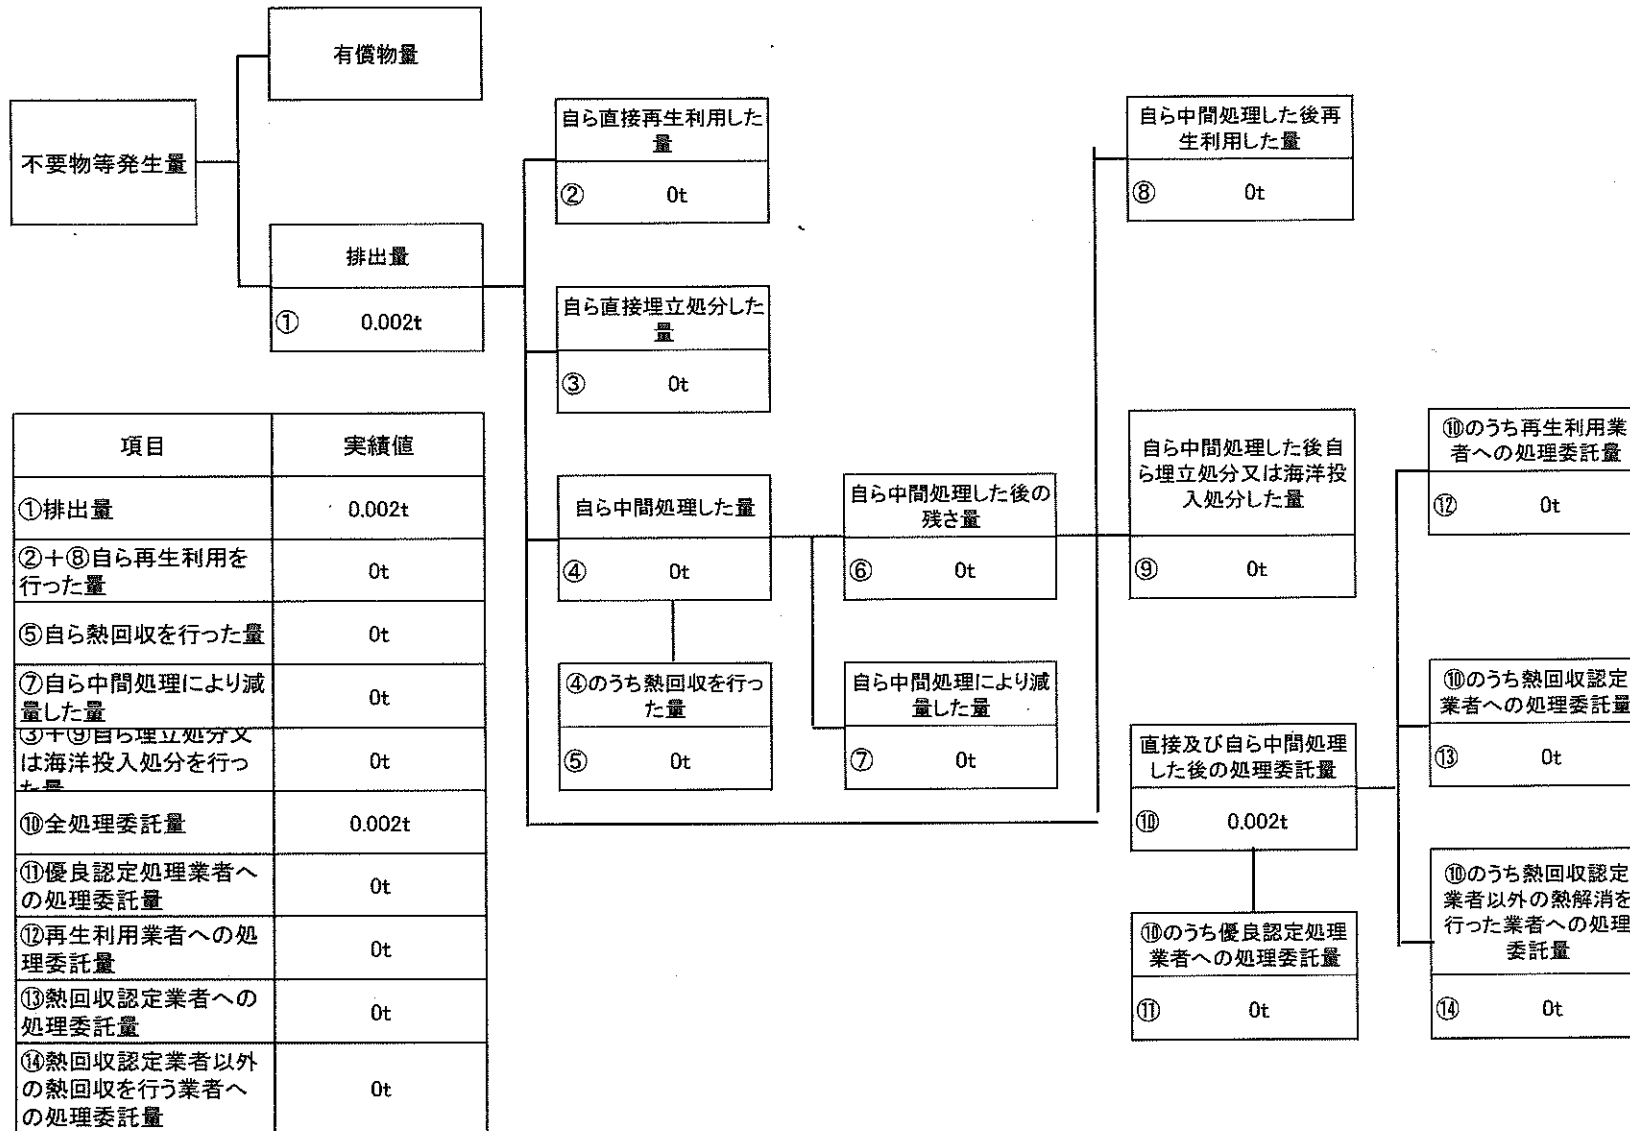 有償物量
不要物等発生量
排出量
① 0.002t
自ら直接再生利用した
量
② 0t
自ら直接埋立処分した
量
③ 0t
自ら中間処理した量
④ 0t
④のうち熱回収を行っ
た量
⑤ 0t
自ら中間処理した後の
残さ量
⑥ 0t
自ら中間処理により減
量した量
⑦ 0t
自ら中間処理した後再
生利用した量
⑧ 0t
自ら中間処理した後自
ら埋立処分又は海洋投
入処分した量
⑨ 0t
直接及び自ら中間処理
した後の処理委託量
⑩ 0.002t
⑩のうち優良認定処理
業者への処理委託量
⑪ 0t
⑩のうち再生利用業
者への処理委託量
⑫ 0t
⑩のうち熱回収認定
業者への処理委託量
⑬ 0t
⑩のうち熱回収認定
業者以外の熱解消を
行った業者への処理
委託量
⑭ 0t
項目 実績値
①排出量 0.002t
②+⑧自ら再生利用を
行った量 0t
⑤自ら熱回収を行った量 0t
⑦自ら中間処理により減
量した量 0t
③+⑨自ら埋立処分又
は海洋投入処分を行っ
た量 0t
⑩全処理委託量 0.002t
⑪優良認定処理業者へ
の処理委託量 0t
⑫再生利用業者への処
理委託量 0t
⑬熱回収認定業者への
処理委託量 0t
⑭熱回収認定業者以外
の熱回収を行う業者へ
の処理委託量 0t